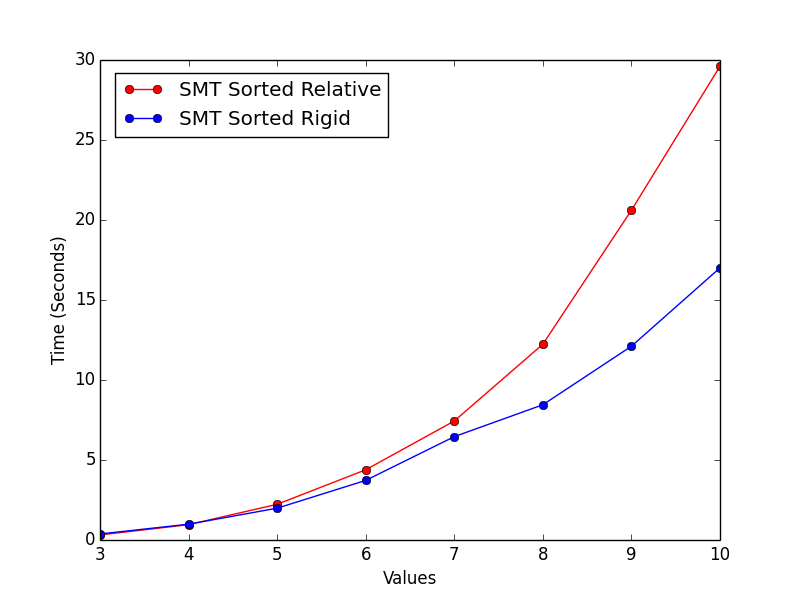 30
25
20
15
10
5
0
SMT Sorted Relative
SMT Sorted Rigid
Time (Seconds)
3 4 5 6 7 8 9 10
Values